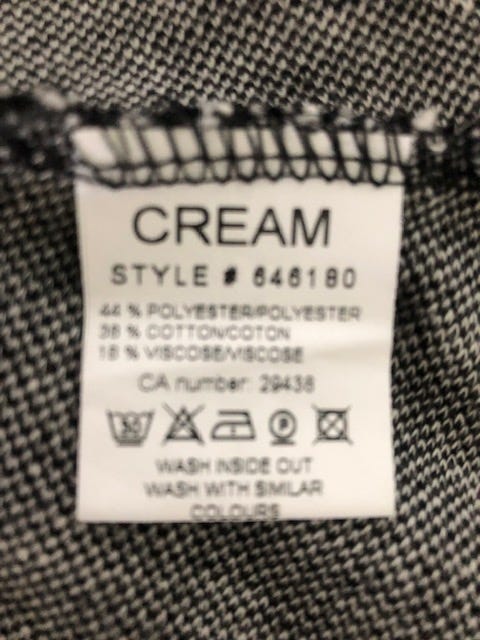 CREAM
STYLE # 646180
44 % POLYESTER/POLYESTER
38 % COTTON/COTON
18 % VISCOSE/VISCOSE
CA number: 29438
30
WASH INSIDE OUT
WASH WITH SIMILAR
COLOURS